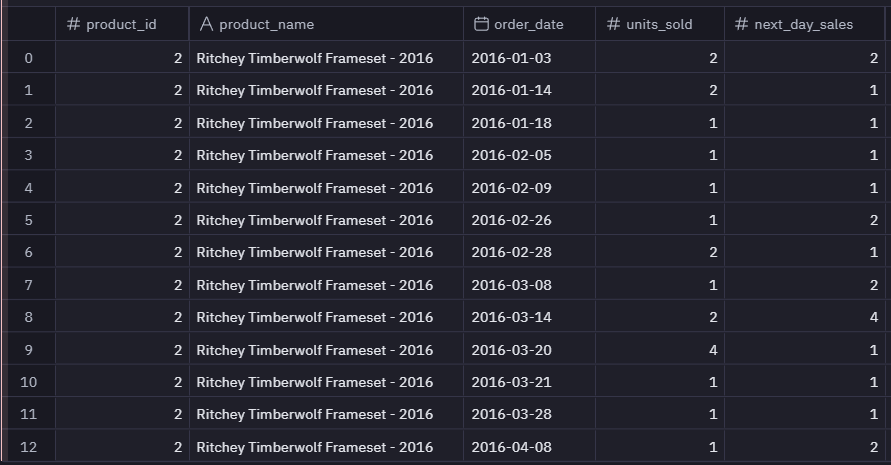 # product_id A product_name order_date # units_sold # next_day_sales
0 2 Ritchey Timberwolf Frameset - 2016 2016-01-03 2 2
1 2 Ritchey Timberwolf Frameset - 2016 2016-01-14 2 1
2 2 Ritchey Timberwolf Frameset - 2016 2016-01-18 1 1
3 2 Ritchey Timberwolf Frameset - 2016 2016-02-05 1 1
4 2 Ritchey Timberwolf Frameset - 2016 2016-02-09 1 1
5 2 Ritchey Timberwolf Frameset - 2016 2016-02-26 1 2
6 2 Ritchey Timberwolf Frameset - 2016 2016-02-28 2 1
7 2 Ritchey Timberwolf Frameset - 2016 2016-03-08 1 2
8 2 Ritchey Timberwolf Frameset - 2016 2016-03-14 2 4
9 2 Ritchey Timberwolf Frameset - 2016 2016-03-20 4 1
10 2 Ritchey Timberwolf Frameset - 2016 2016-03-21 1 1
11 2 Ritchey Timberwolf Frameset - 2016 2016-03-28 1 1
12 2 Ritchey Timberwolf Frameset - 2016 2016-04-08 1 2